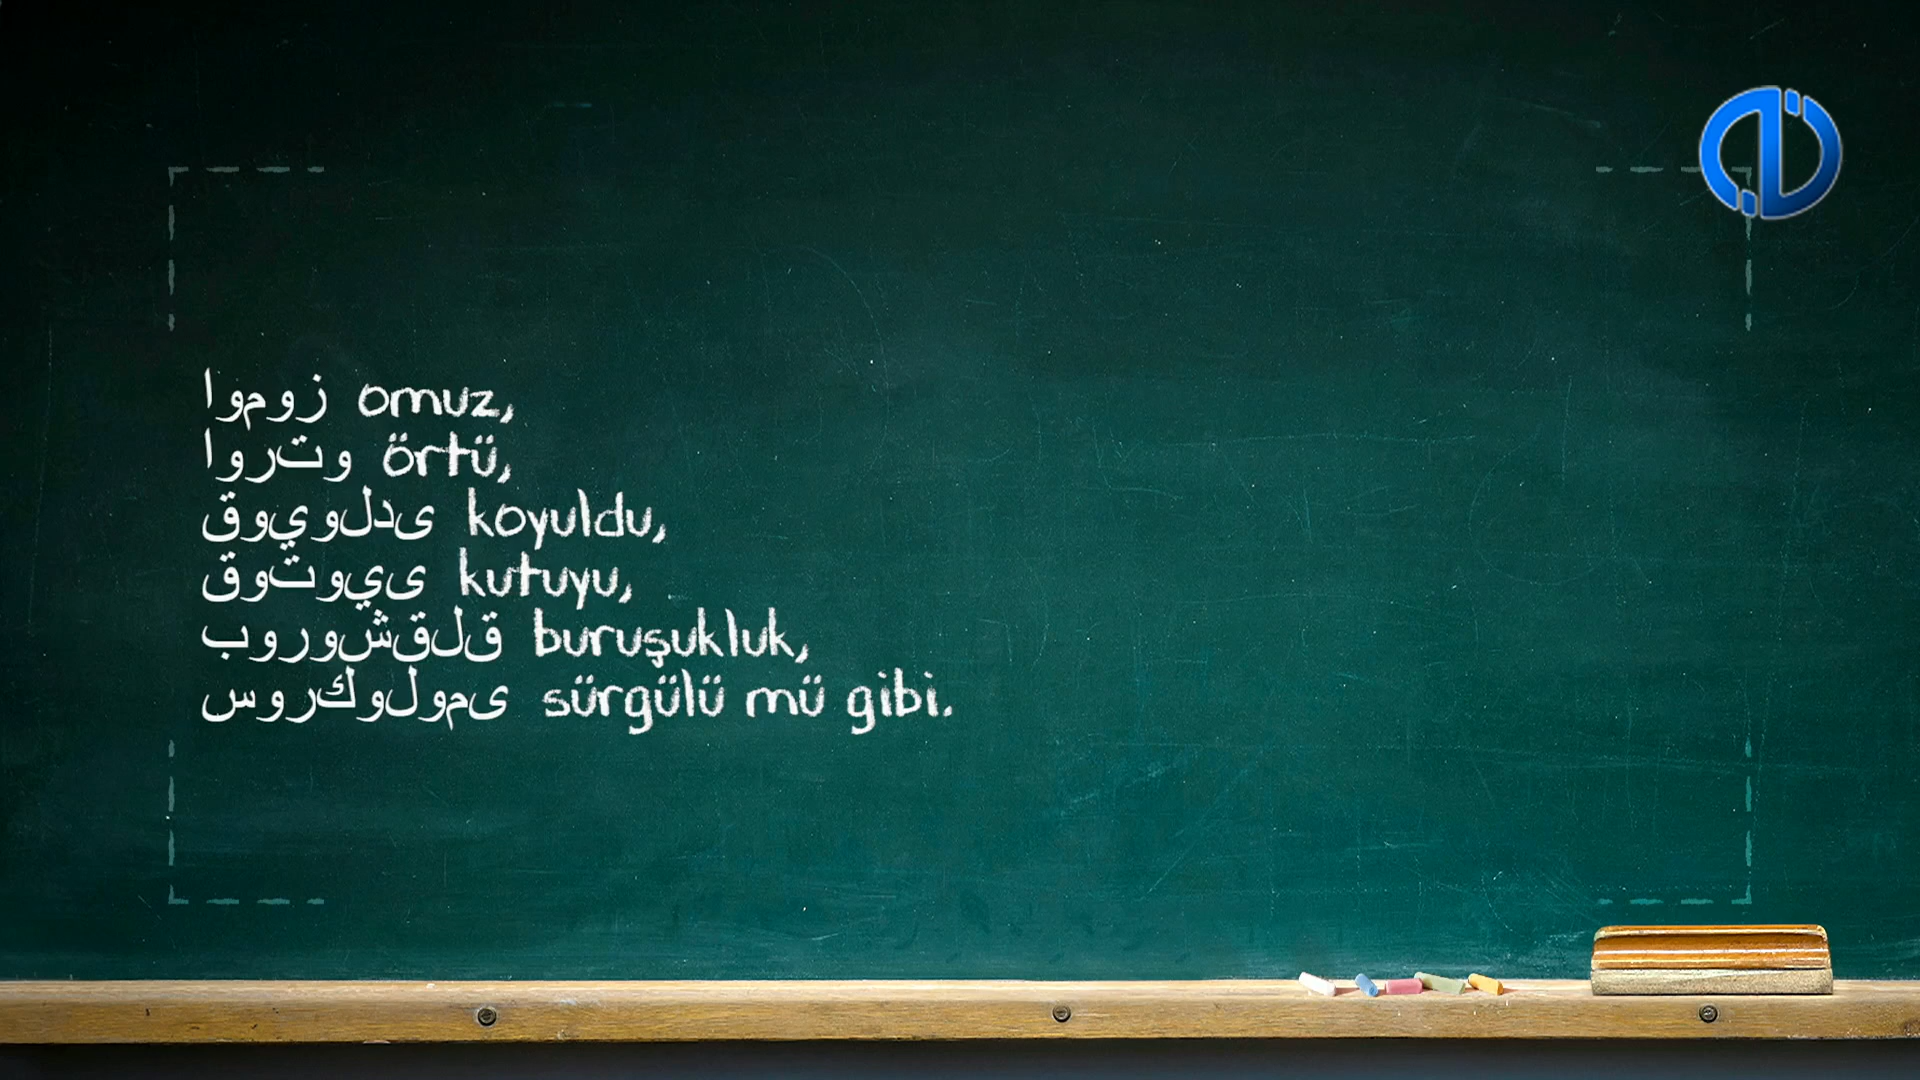 اوموز omuz,
اورتو örtü,
قويولدى koyuldu,
قوتويى kutuyu,
بوروشقلق buruşukluk,
سوركولومى sürgülü mü gibi.